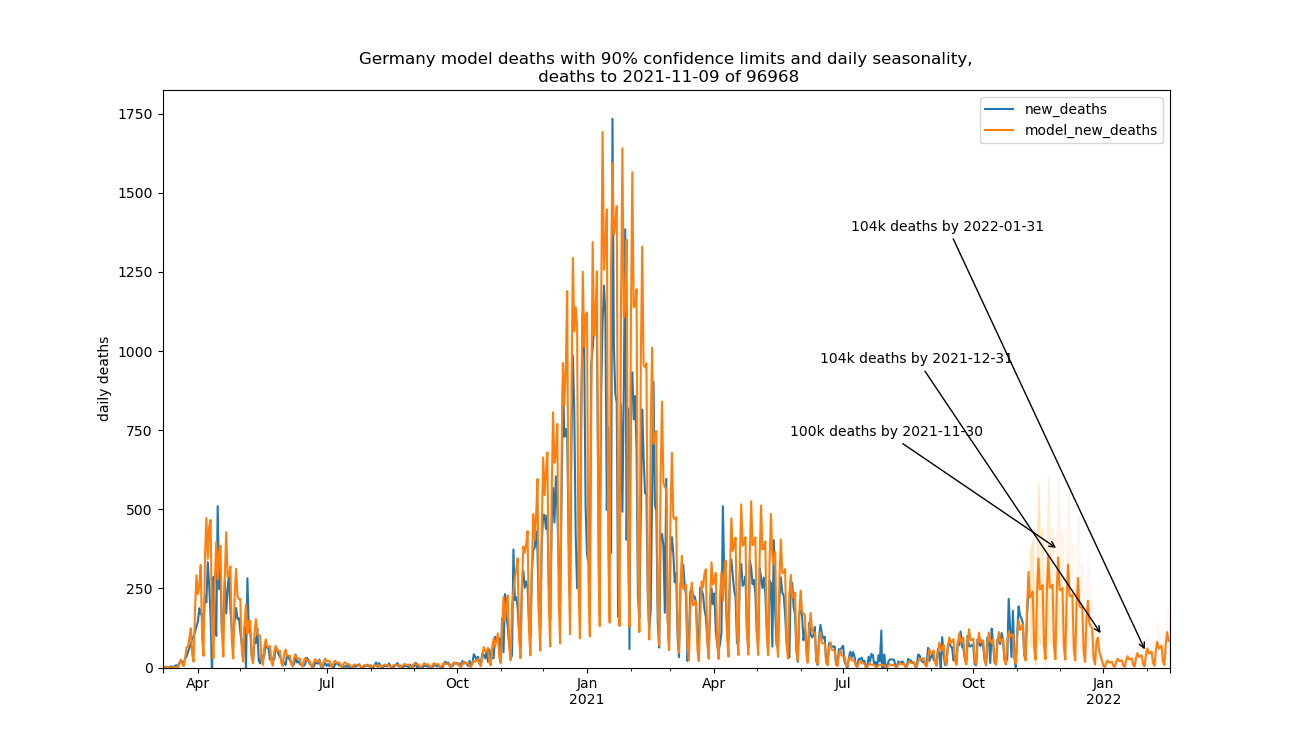 Germany model deaths with 90% confidence limits and daily seasonality,
deaths to 2021-11-09 of 96968
new_deaths
model_new_deaths
1750
1500
1250
1000
750
500
250
0
daily deaths
104k deaths by 2022-01-31
104k deaths by 2021-12-31
100k deaths by 2021-11-30
Apr Jul Oct Jan Apr Jul Oct Jan
2021 2022